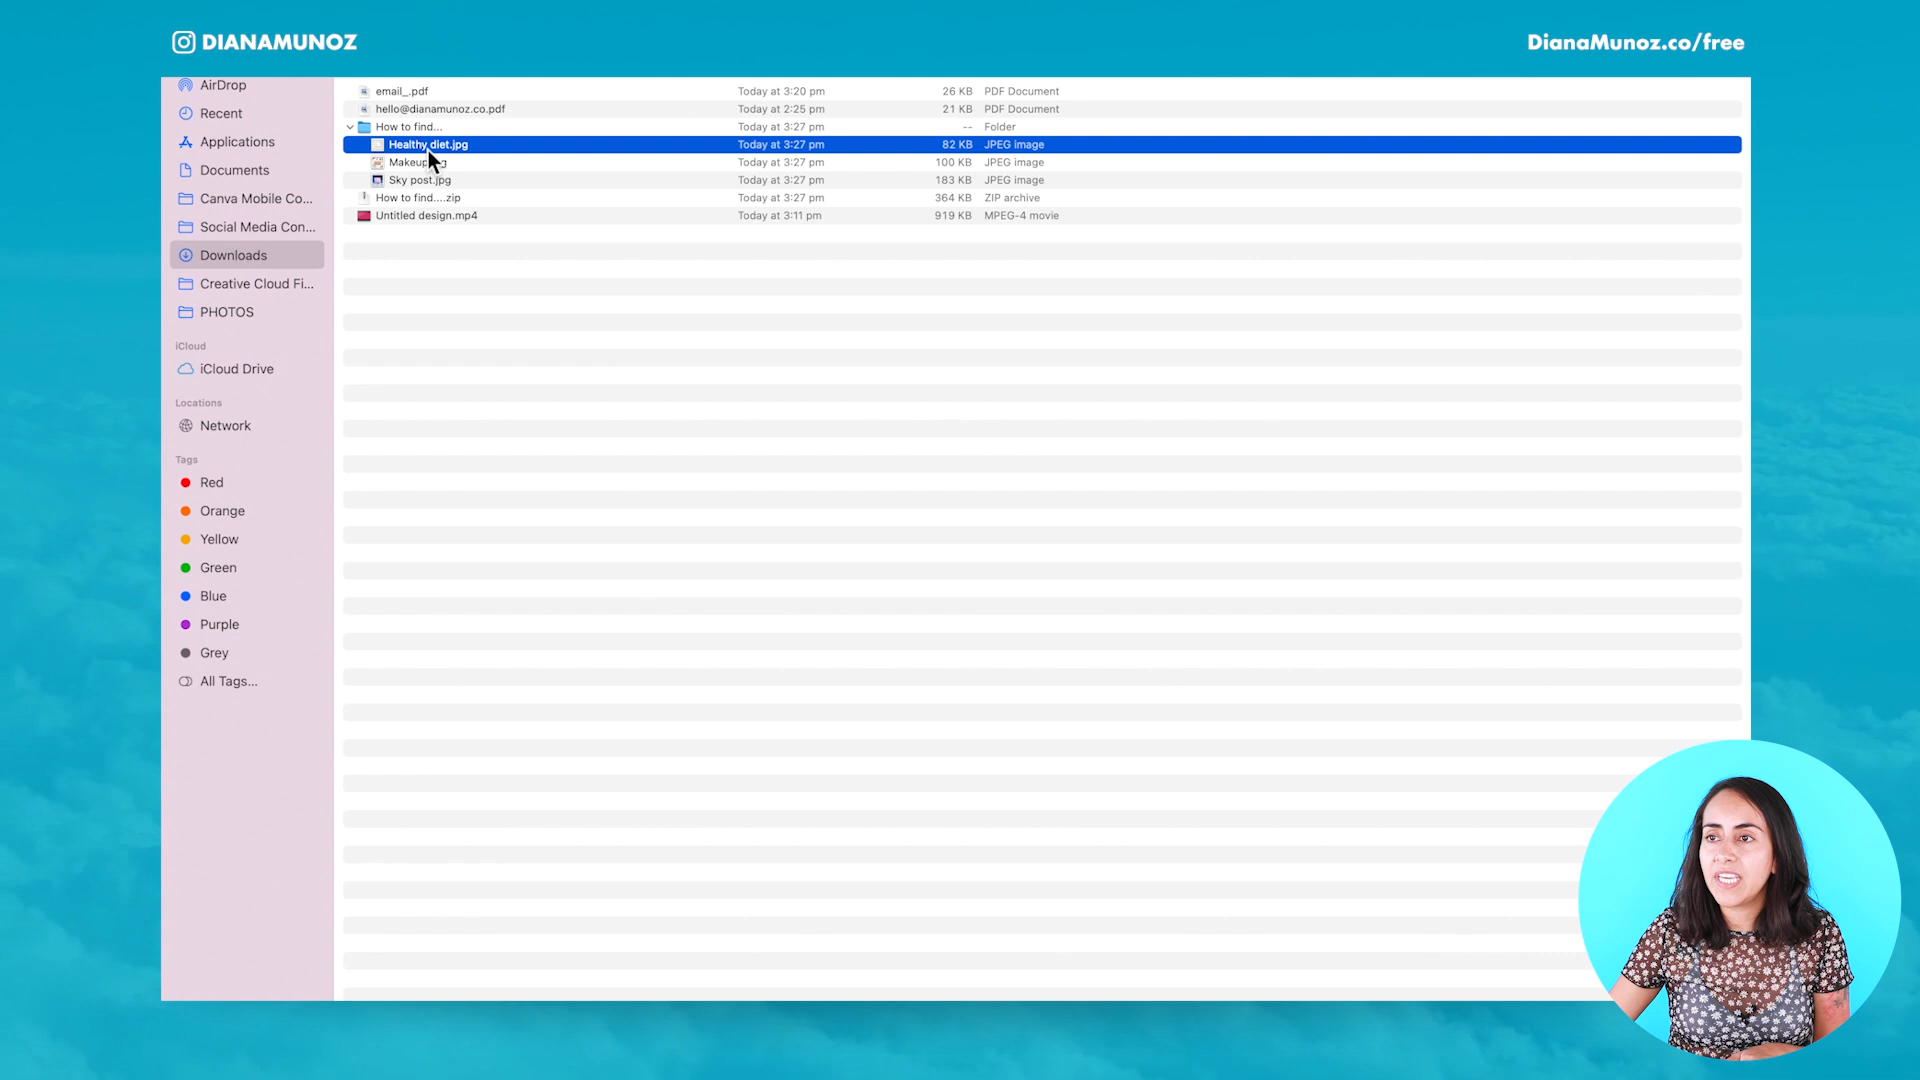 DIANAMUNOZ
DianaMunoz.co/free
AirDrop
Recent
Applications
Documents
Canva Mobile Co...
Social Media Con...
Downloads
Creative Cloud Fi...
PHOTOS
iCloud
iCloud Drive
Locations
Network
Tags
Red
Orange
Yellow
Green
Blue
Purple
Grey
All Tags...
email_.pdf Today at 3:20 pm 26 KB PDF Document
hello@dianamunoz.co.pdf Today at 2:25 pm 21 KB PDF Document
How to find... Today at 3:27 pm -- Folder
Healthy diet.jpg Today at 3:27 pm 82 KB JPEG image
Makeup Today at 3:27 pm 100 KB JPEG image
Sky post.jpg Today at 3:27 pm 183 KB JPEG image
How to find....zip Today at 3:27 pm 364 KB ZIP archive
Untitled design.mp4 Today at 3:11 pm 919 KB MPEG-4 movie